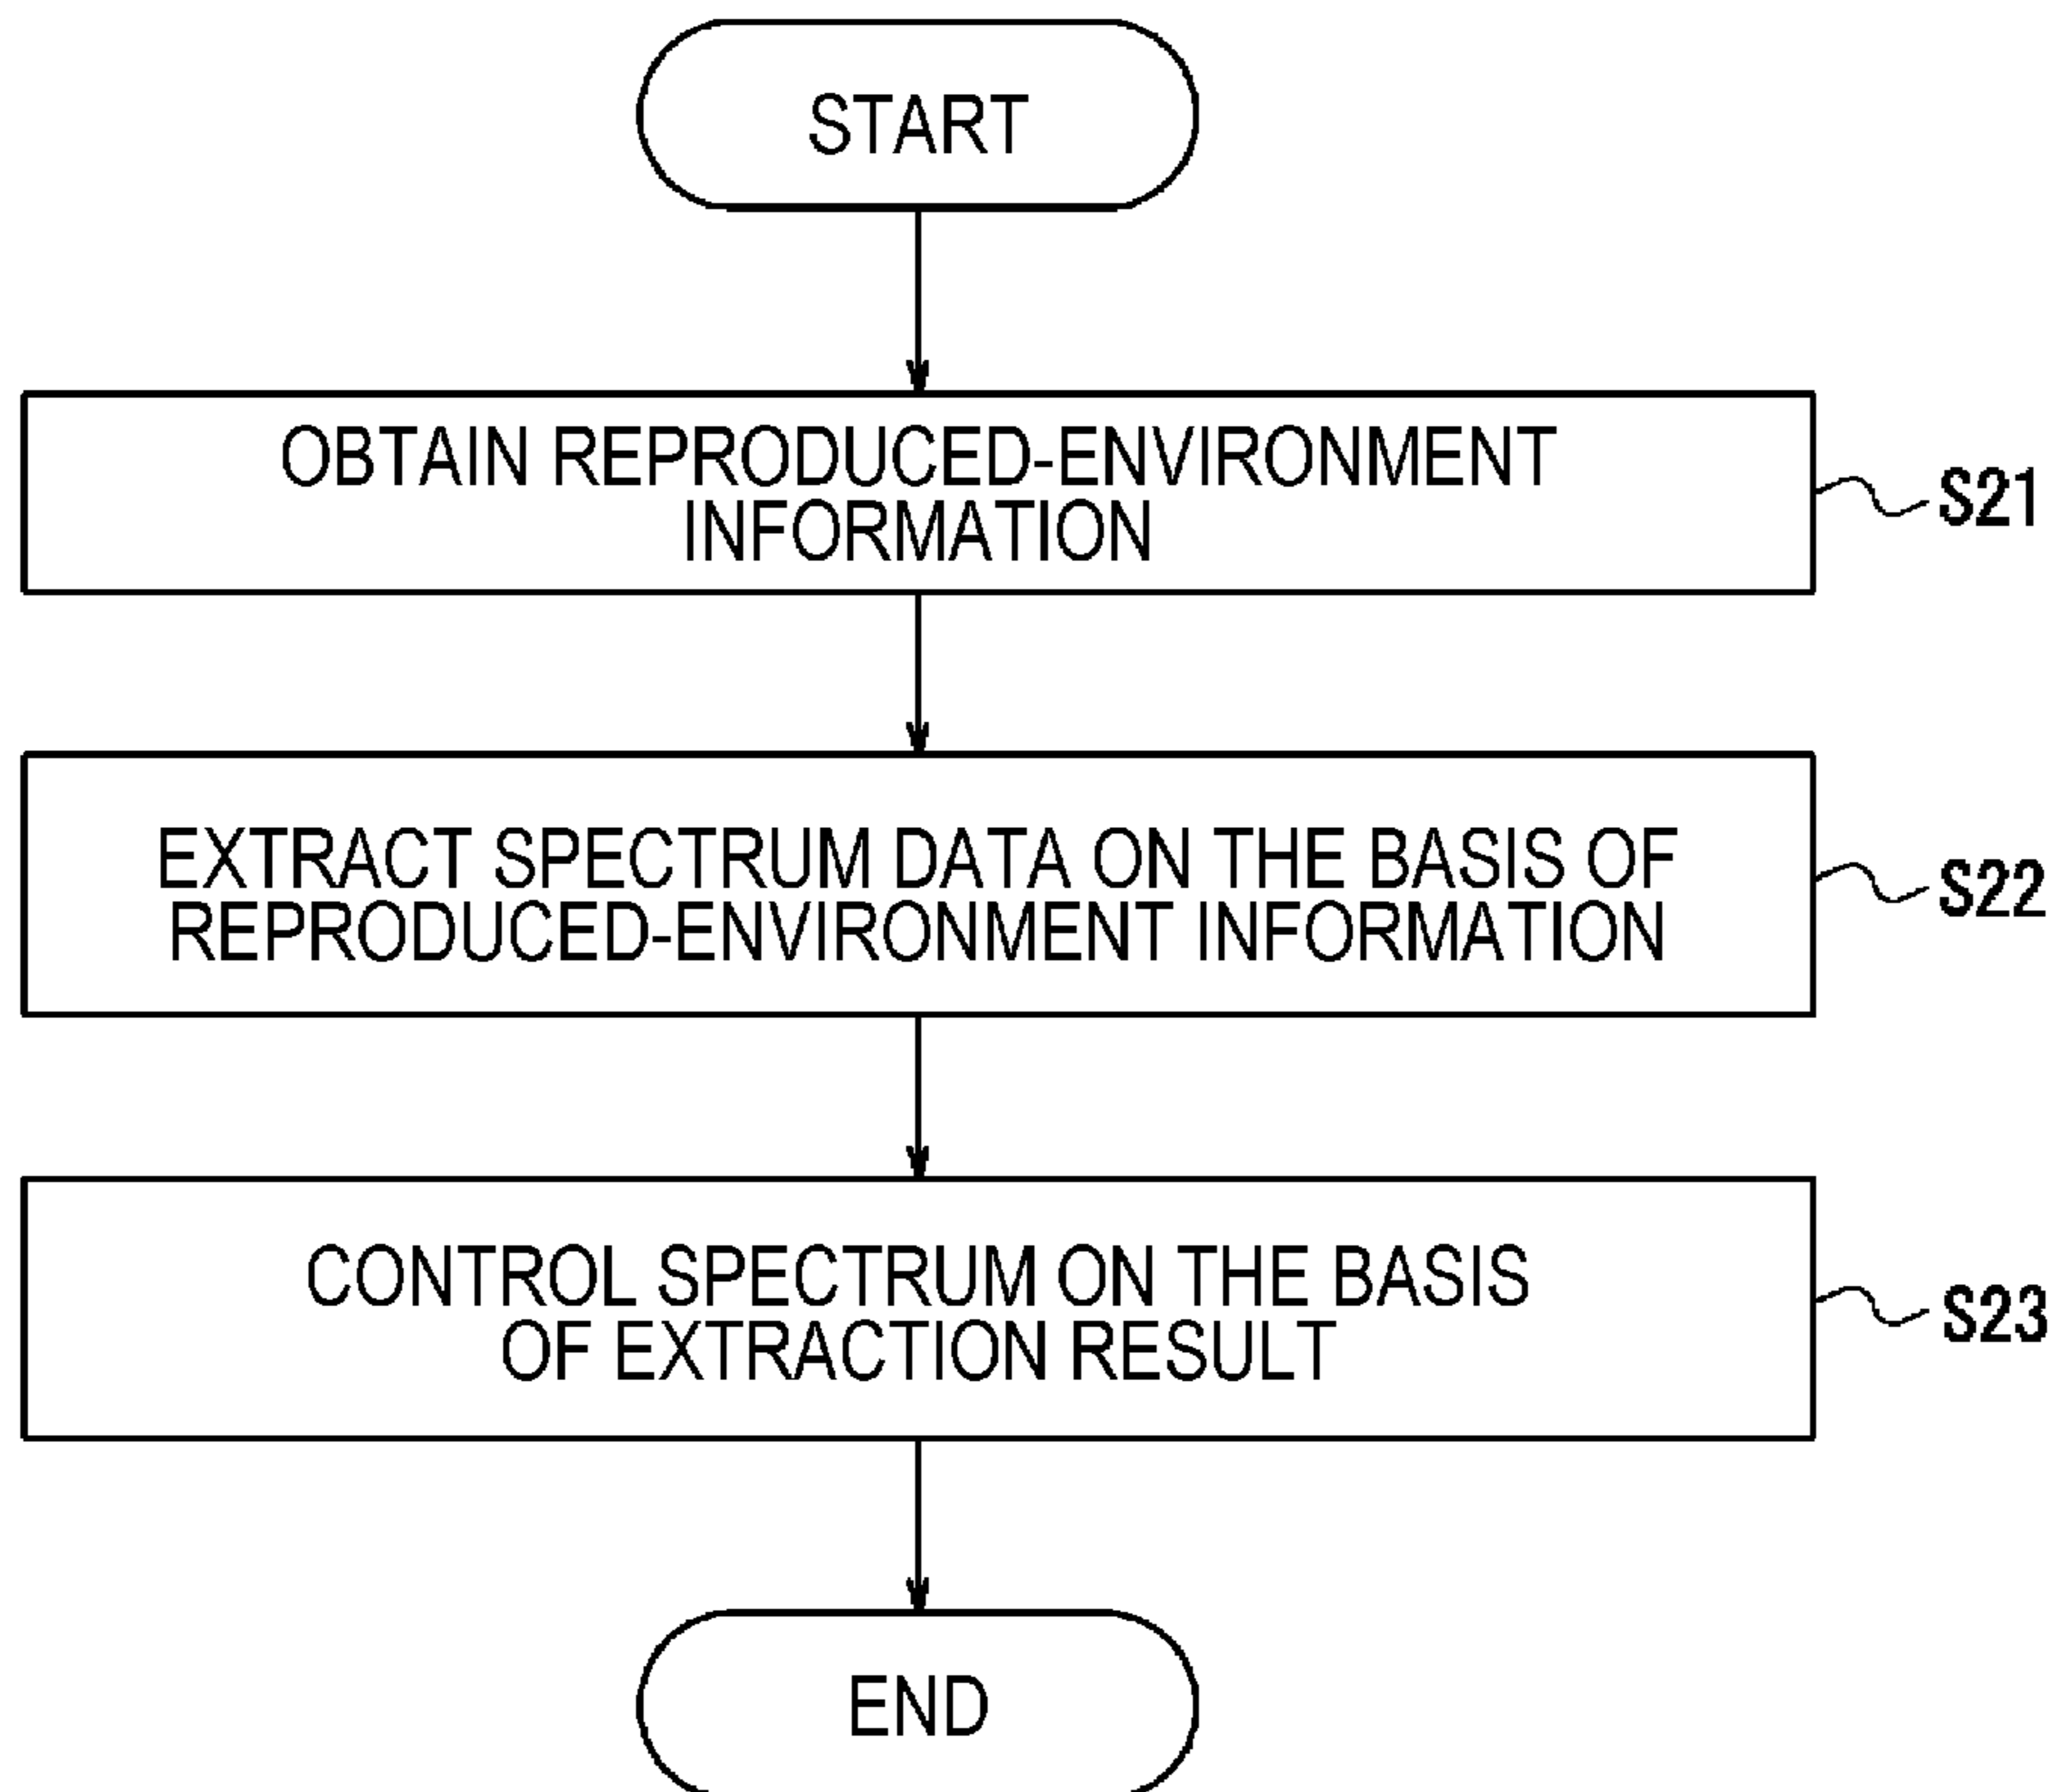 START
OBTAIN REPRODUCED-ENVIRONMENT
INFORMATION
S21
EXTRACT SPECTRUM DATA ON THE BASIS OF
REPRODUCED-ENVIRONMENT INFORMATION
S22
CONTROL SPECTRUM ON THE BASIS
OF EXTRACTION RESULT
S23
END